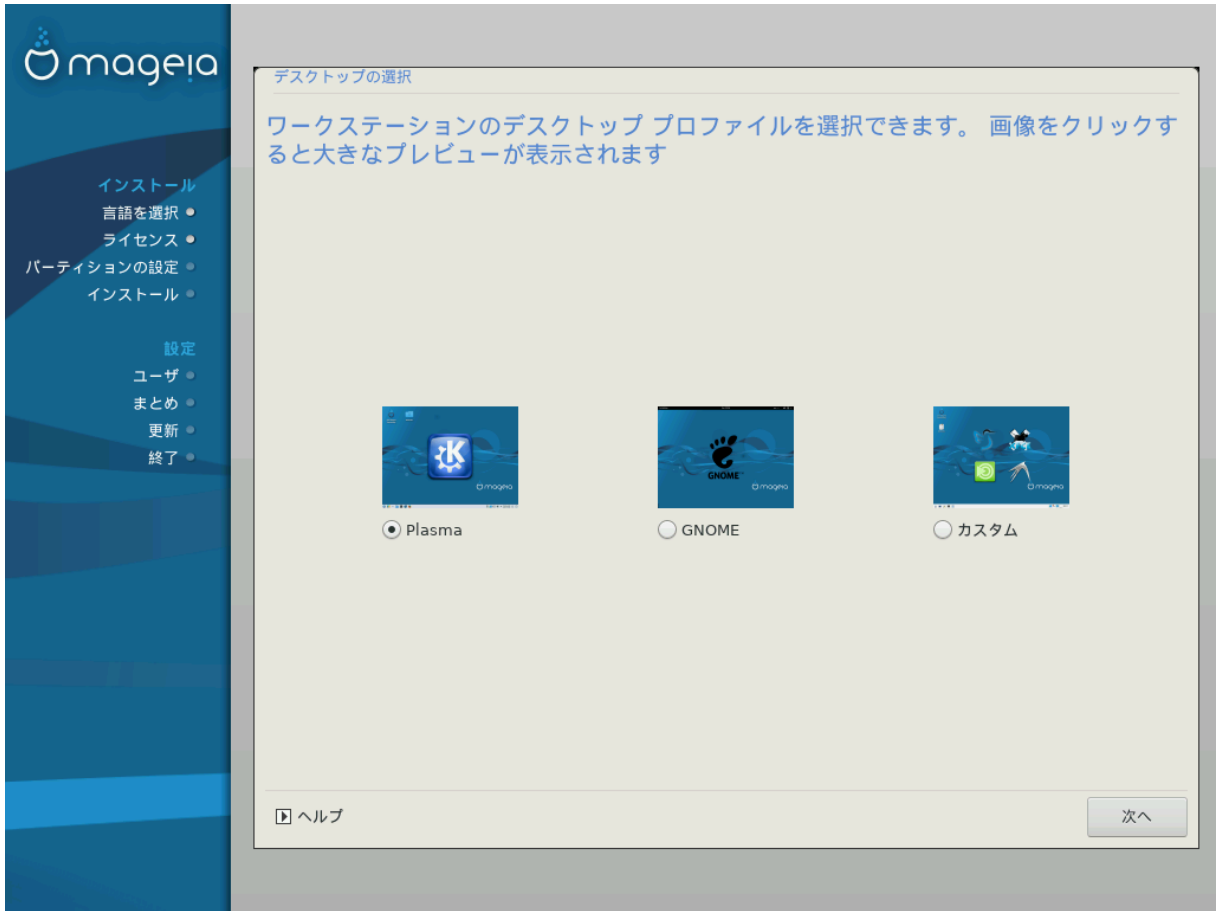 mageia
インストール
言語を選択
ライセンス
パーティションの設定
インストール
設定
ユーザ
まとめ
更新
終了
デスクトップの選択
ワークステーションのデスクトップ プロファイルを選択できます。 画像をクリックす
ると大きなプレビューが表示されます
mageia
GNOME
mageia
mageia
Plasma
GNOME
カスタム
ヘルプ
次へ